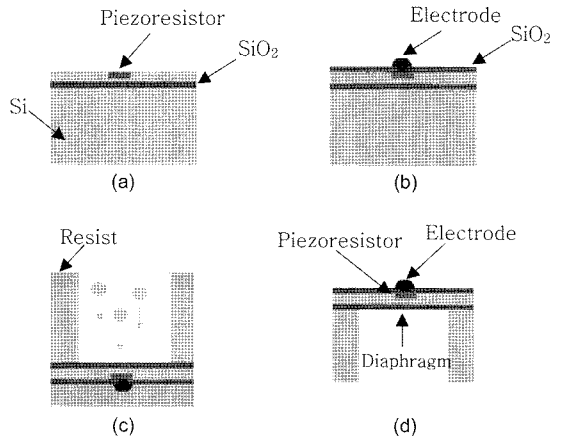 Piezoresistor
SiO2
Si
(a)
Electrode
SiO2
(b)
Resist
(c)
Piezoresistor
Electrode
Diaphragm
(d)